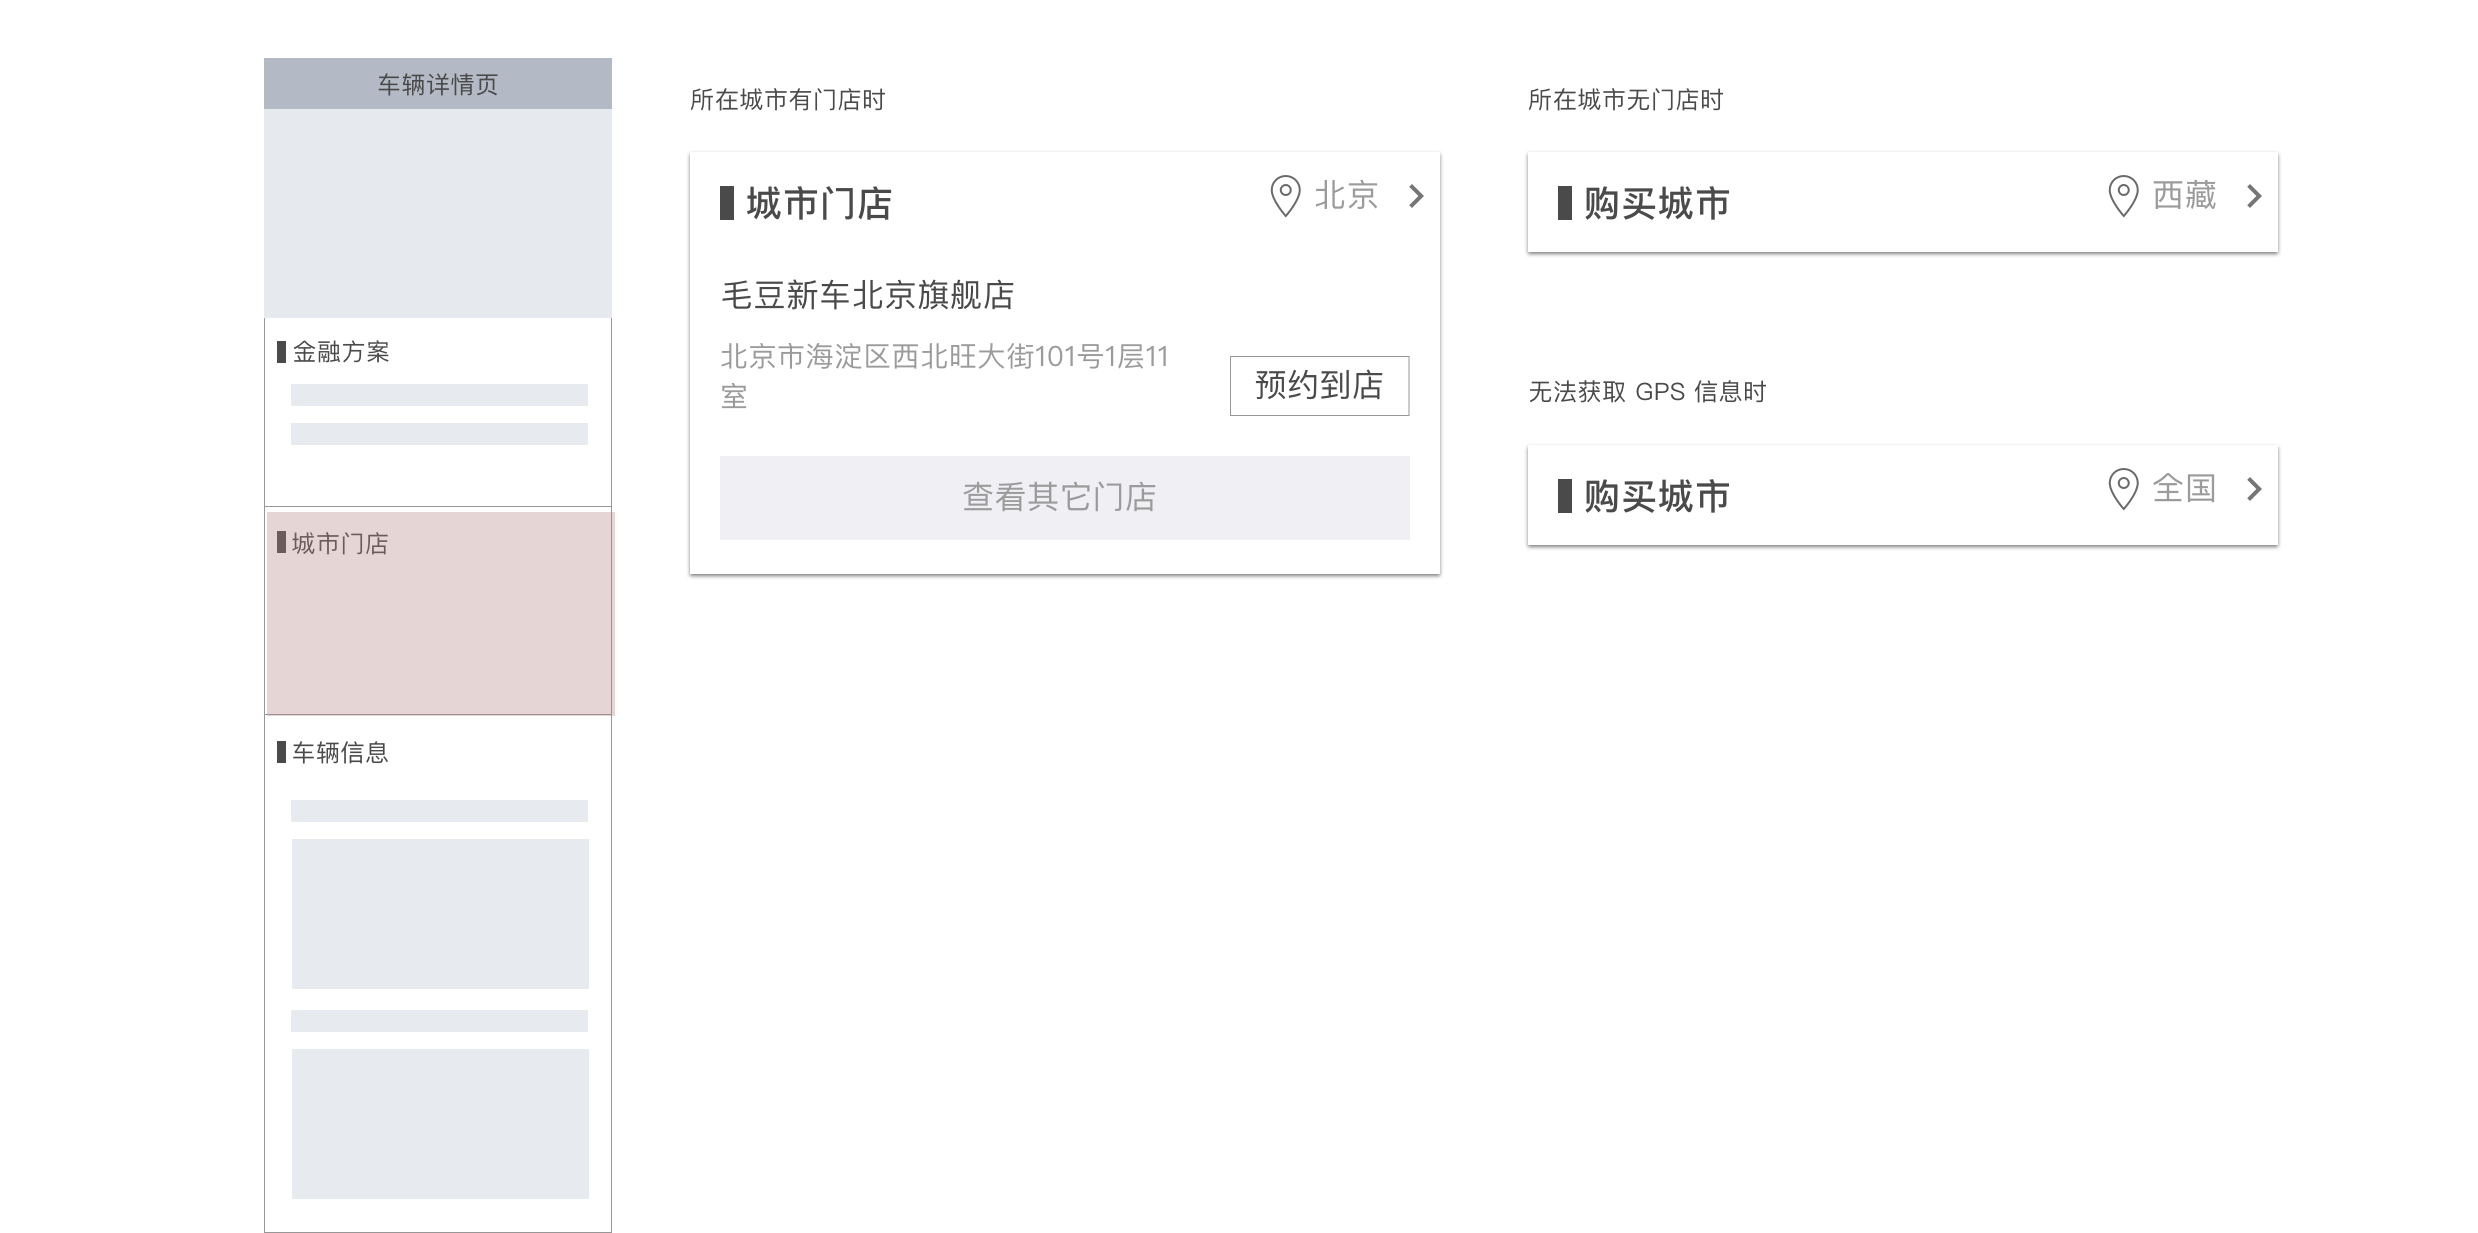 车辆详情页
金融方案
城市门店
车辆信息
所在城市有门店时
城市门店
北京
毛豆新车北京旗舰店
北京市海淀区西北旺大街101号1层11
室
预约到店
查看其它门店
所在城市无门店时
购买城市
西藏
无法获取 GPS 信息时
购买城市
全国